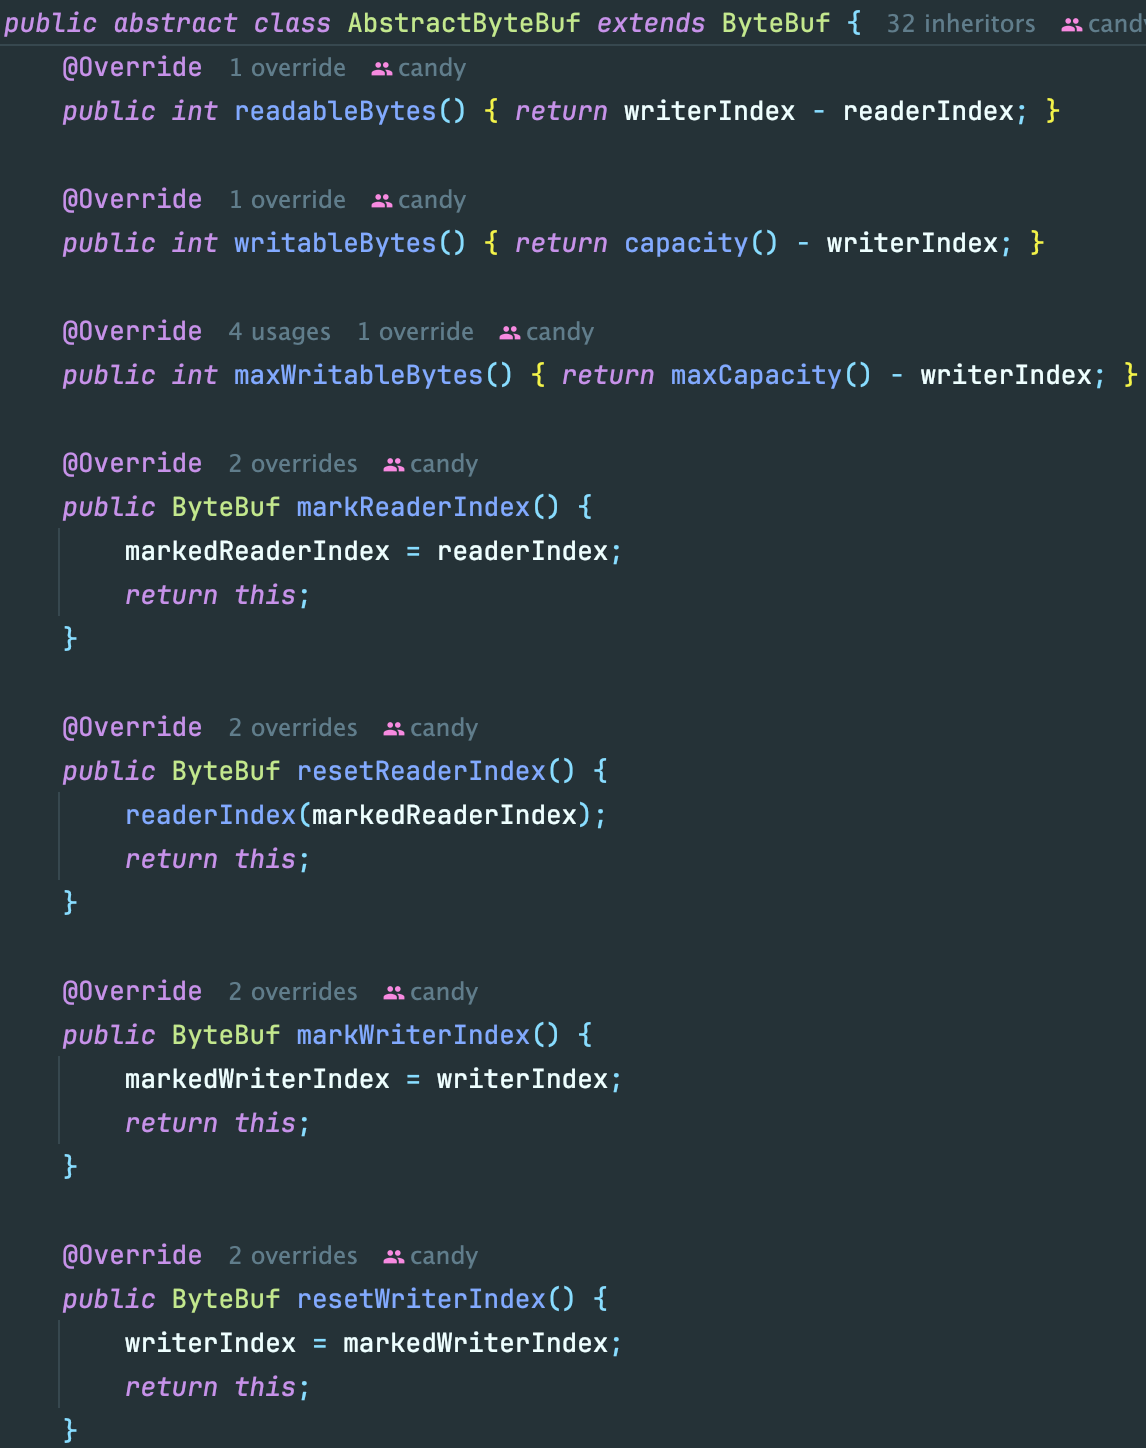 public abstract class AbstractByteBuf extends ByteBuf { 32 inheritors
@Override 1 override candy
public int readableBytes() { return writerIndex - readerIndex; }
@Override 1 override candy
public int writableBytes() { return capacity() - writerIndex; }
@Override 4 usages 1 override candy
public int maxWritableBytes() { return maxCapacity() - writerIndex; }
@Override 2 overrides candy
public ByteBuf markReaderIndex() {
markedReaderIndex = readerIndex;
return this;
}
@Override 2 overrides candy
public ByteBuf resetReaderIndex() {
readerIndex(markedReaderIndex);
return this;
}
@Override 2 overrides candy
public ByteBuf markWriterIndex() {
markedWriterIndex = writerIndex;
return this;
}
@Override 2 overrides candy
public ByteBuf resetWriterIndex() {
writerIndex = markedWriterIndex;
return this;
}